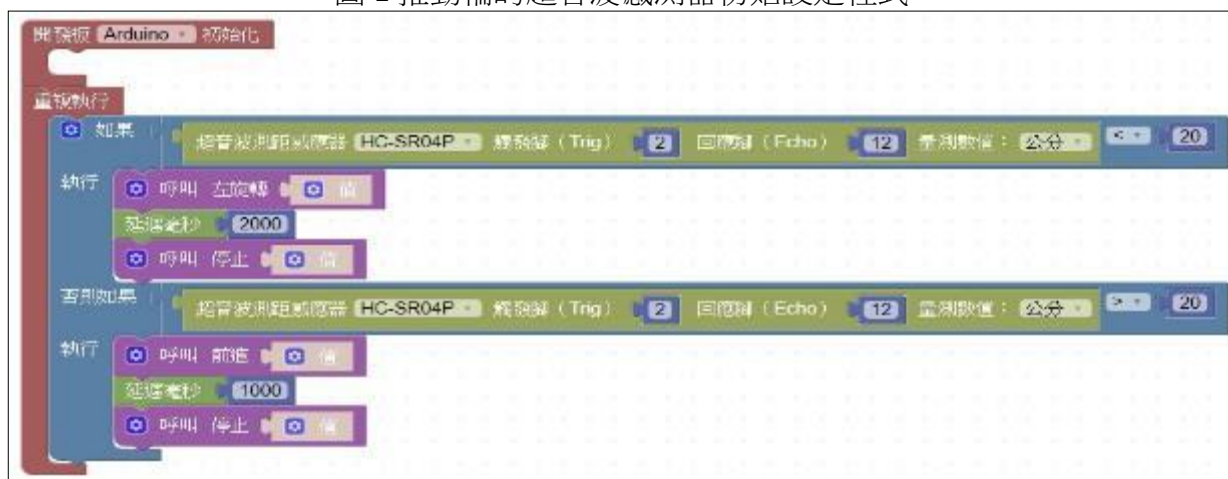 開發板 Arduino 初始化
重複執行
如果 超音波測距感應器 HC-SR04P 觸發腳（Trig） 2 回應腳（Echo） 12 量測數值： 公分 < 20
執行 呼叫 左旋轉 值
延遲毫秒 2000
呼叫 停止 值
否則如果 超音波測距感應器 HC-SR04P 觸發腳（Trig） 2 回應腳（Echo） 12 量測數值： 公分 > 20
執行 呼叫 前進 值
延遲毫秒 1000
呼叫 停止 值